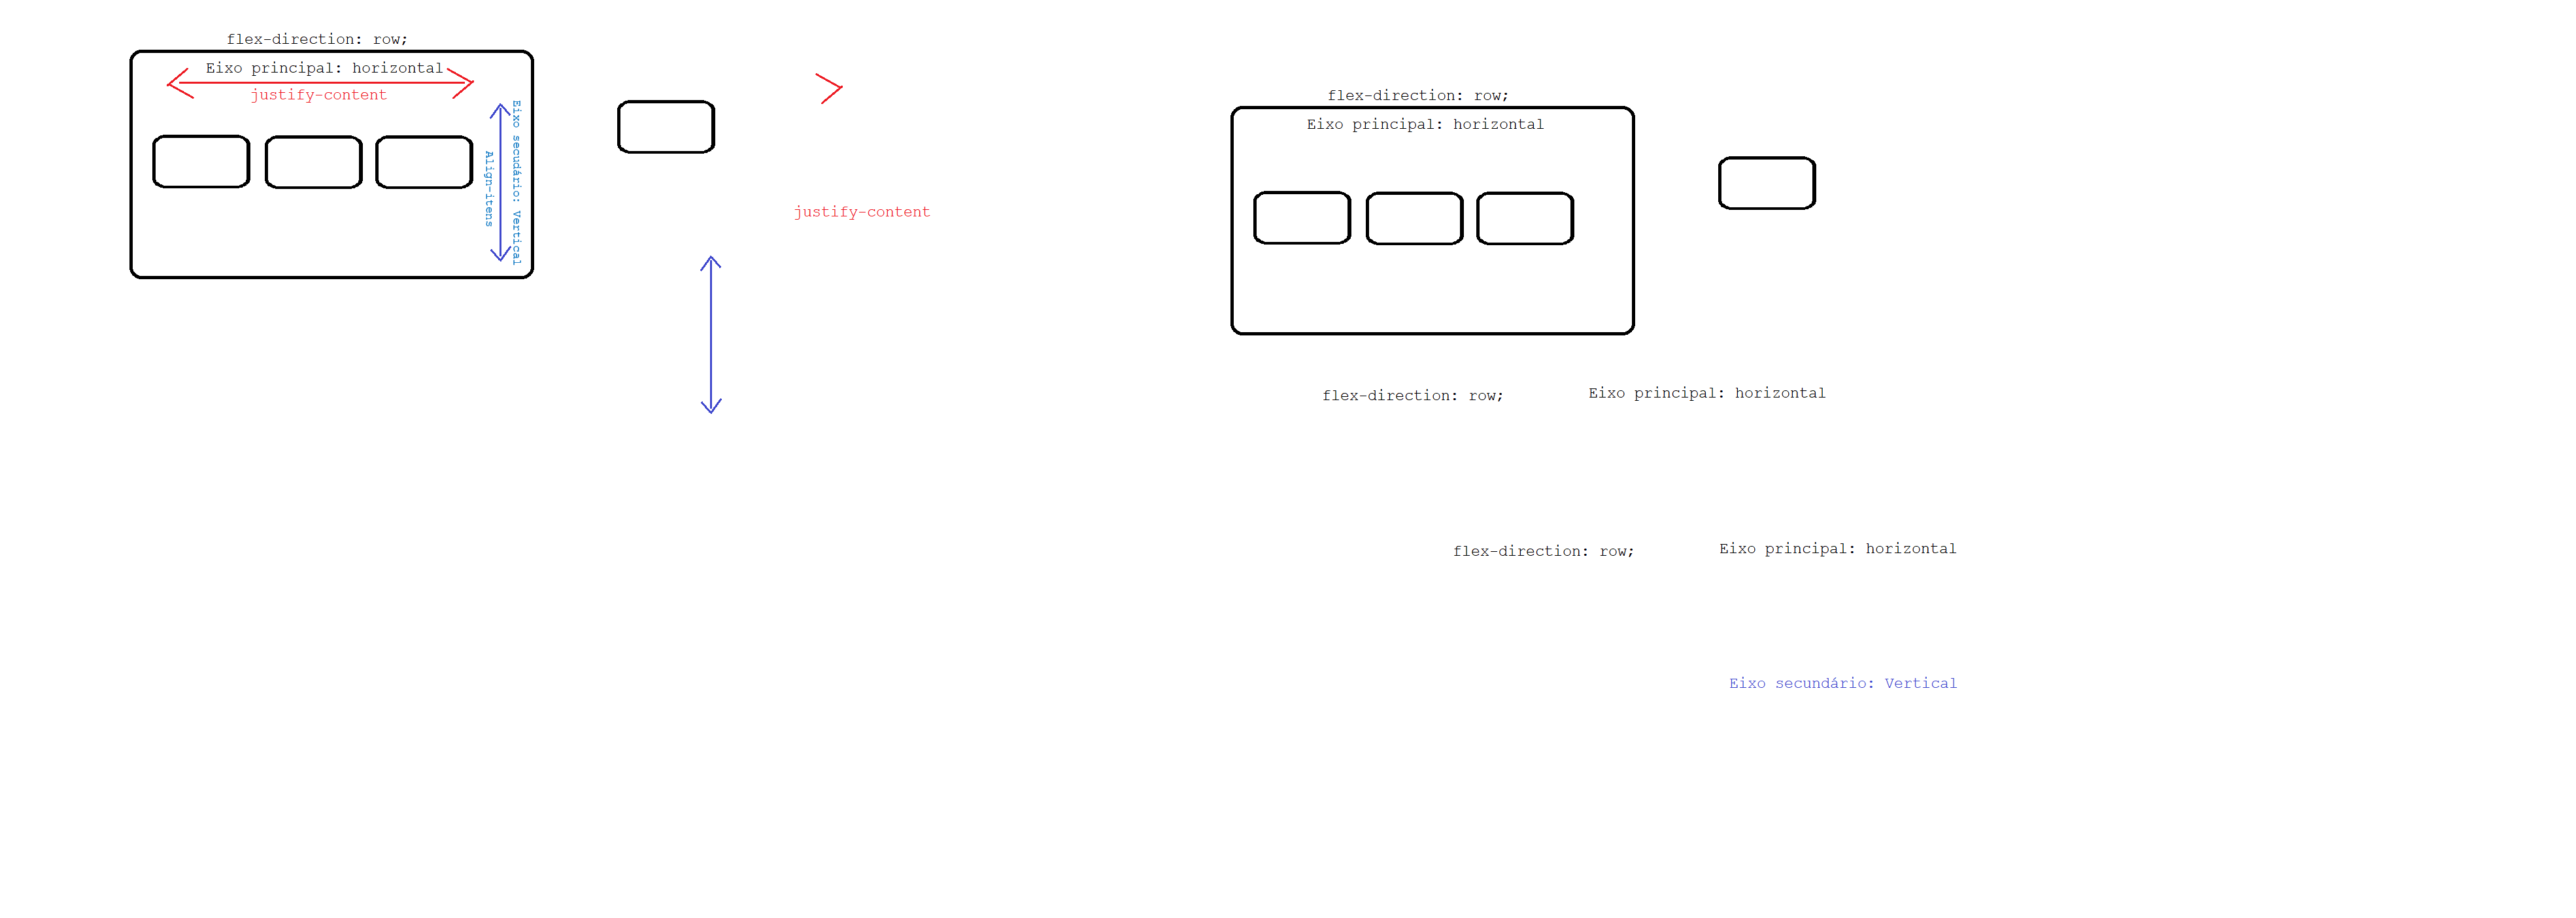 flex-direction: row;
Eixo principal: horizontal
justify-content
Eixo secudário: Vertical
Align-itens
justify-content
flex-direction: row;
Eixo principal: horizontal
flex-direction: row;
Eixo principal: horizontal
flex-direction: row;
Eixo principal: horizontal
Eixo secundário: Vertical